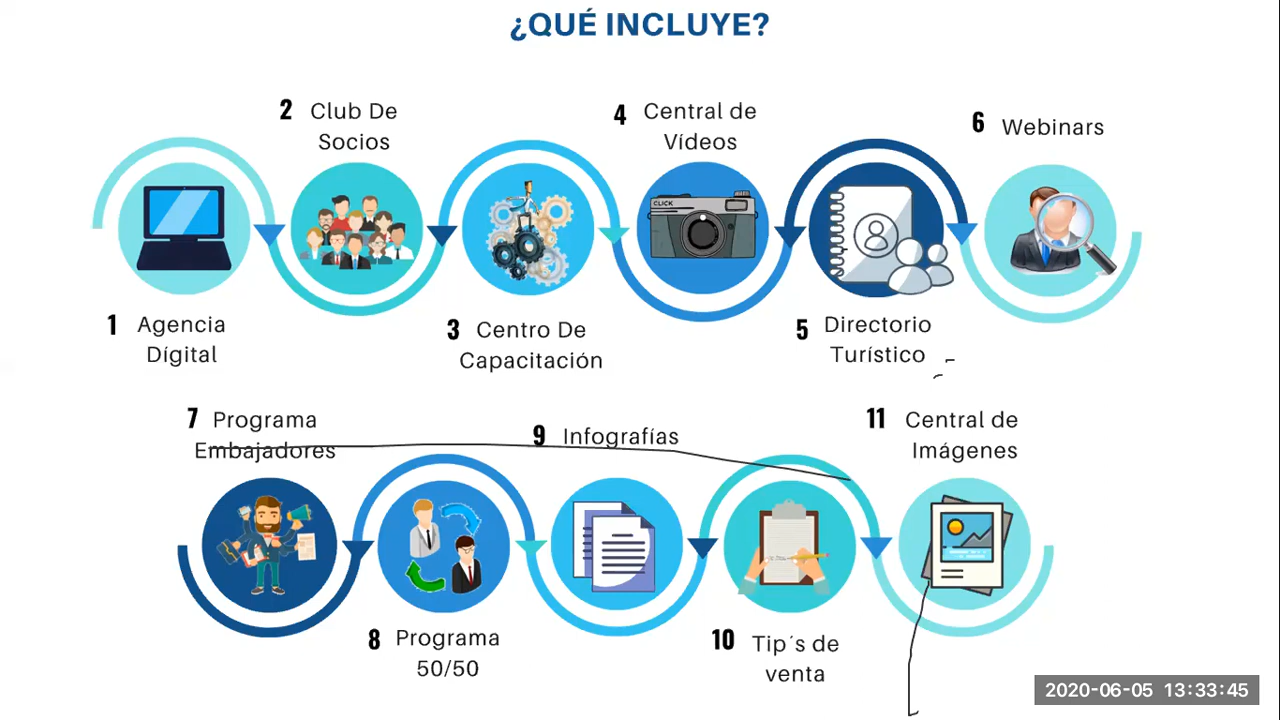 ¿QUÉ INCLUYE?
2 Club De
Socios
4 Central de
Vídeos
6 Webinars
CLICK
1 Agencia
Dígital
3 Centro De
Capacitación
5 Directorio
Turístico
7 Programa
Embajadores
9 Infografías
11 Central de
Imágenes
8 Programa
50/50
10 Tip´s de
venta
2020-06-05 13:33:45